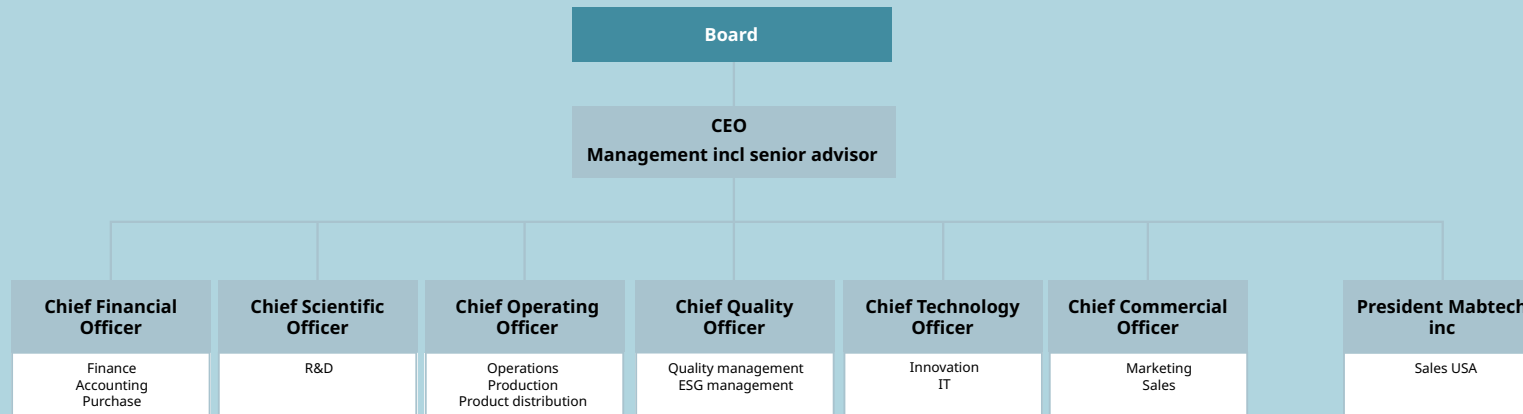 Board
CEO
Management incl senior advisor
Chief Financial
Officer
Finance
Accounting
Purchase
Chief Scientific
Officer
R&D
Chief Operating
Officer
Operations
Production
Product distribution
Chief Quality
Officer
Quality management
ESG management
Chief Technology
Officer
Innovation
IT
Chief Commercial
Officer
Marketing
Sales
President Mabtech
inc
Sales USA